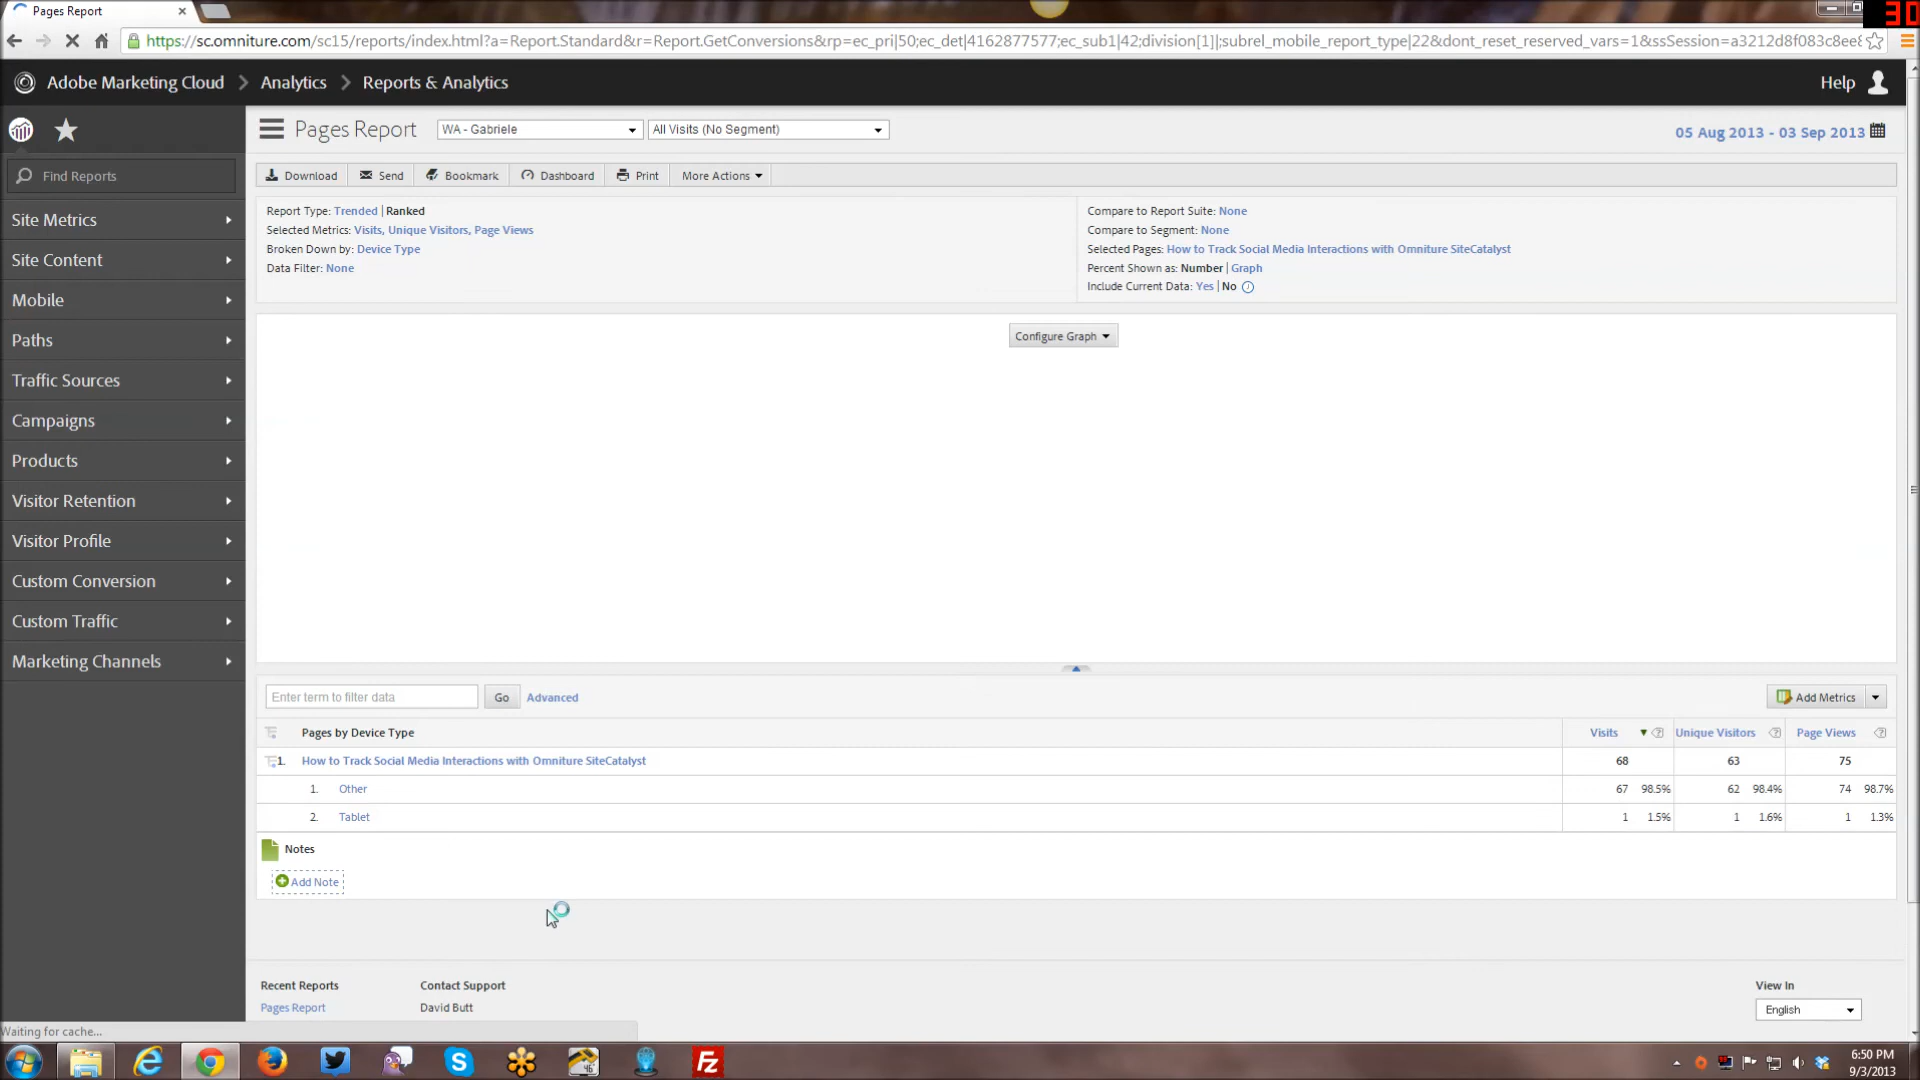 Pages Report
30
https://sc.omniture.com/sc15/reports/index.html?a=Report.Standard&r=Report.GetConversions&rp=ec_pri|50;ec_det|4162877577;ec_sub1|42;division[1]|;subrel_mobile_report_type|22&dont_reset_reserved_vars=1&ssSession=a3212d8f083c8ee8
Adobe Marketing Cloud Analytics Reports & Analytics Help
Pages Report WA - Gabriele All Visits (No Segment) 05 Aug 2013 - 03 Sep 2013
Find Reports
Download Send Bookmark Dashboard Print More Actions
Site Metrics
Site Content
Mobile
Paths
Traffic Sources
Campaigns
Products
Visitor Retention
Visitor Profile
Custom Conversion
Custom Traffic
Marketing Channels
Report Type: Trended | Ranked
Selected Metrics: Visits, Unique Visitors, Page Views
Broken Down by: Device Type
Data Filter: None
Compare to Report Suite: None
Compare to Segment: None
Selected Pages: How to Track Social Media Interactions with Omniture SiteCatalyst
Percent Shown as: Number | Graph
Include Current Data: Yes | No
Configure Graph
Enter term to filter data Go Advanced Add Metrics
Pages by Device Type Visits Unique Visitors Page Views
1. How to Track Social Media Interactions with Omniture SiteCatalyst 68 63 75
1. Other 67 98.5% 62 98.4% 74 98.7%
2. Tablet 1 1.5% 1 1.6% 1 1.3%
Notes
Add Note
Recent Reports Contact Support View In
Pages Report David Butt English
Waiting for cache...
6:50 PM
9/3/2013